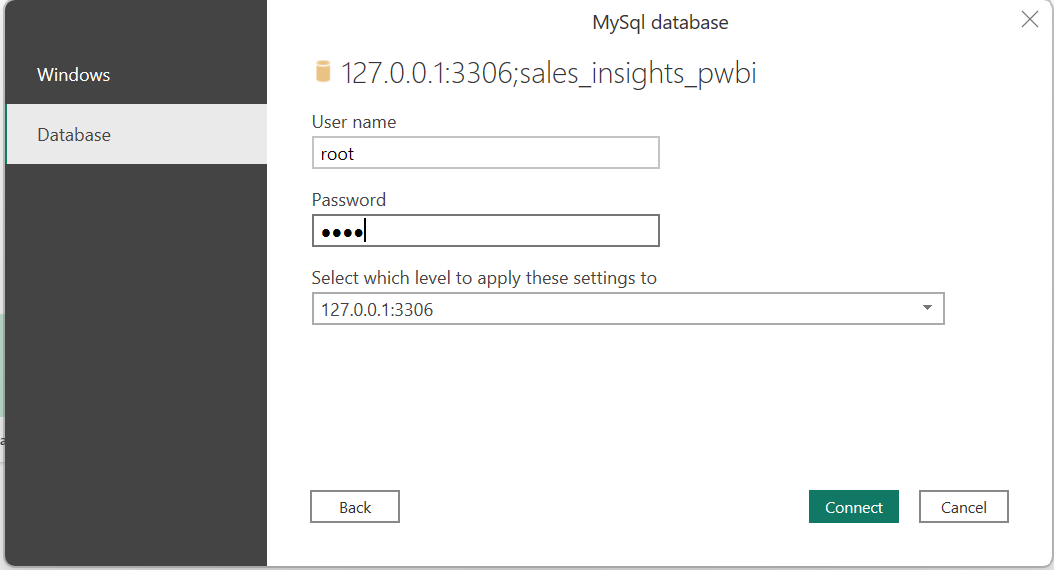 MySql database
Windows
Database
127.0.0.1:3306;sales_insights_pwbi
User name
root
Password
●●●●
Select which level to apply these settings to
127.0.0.1:3306
Back
Connect
Cancel